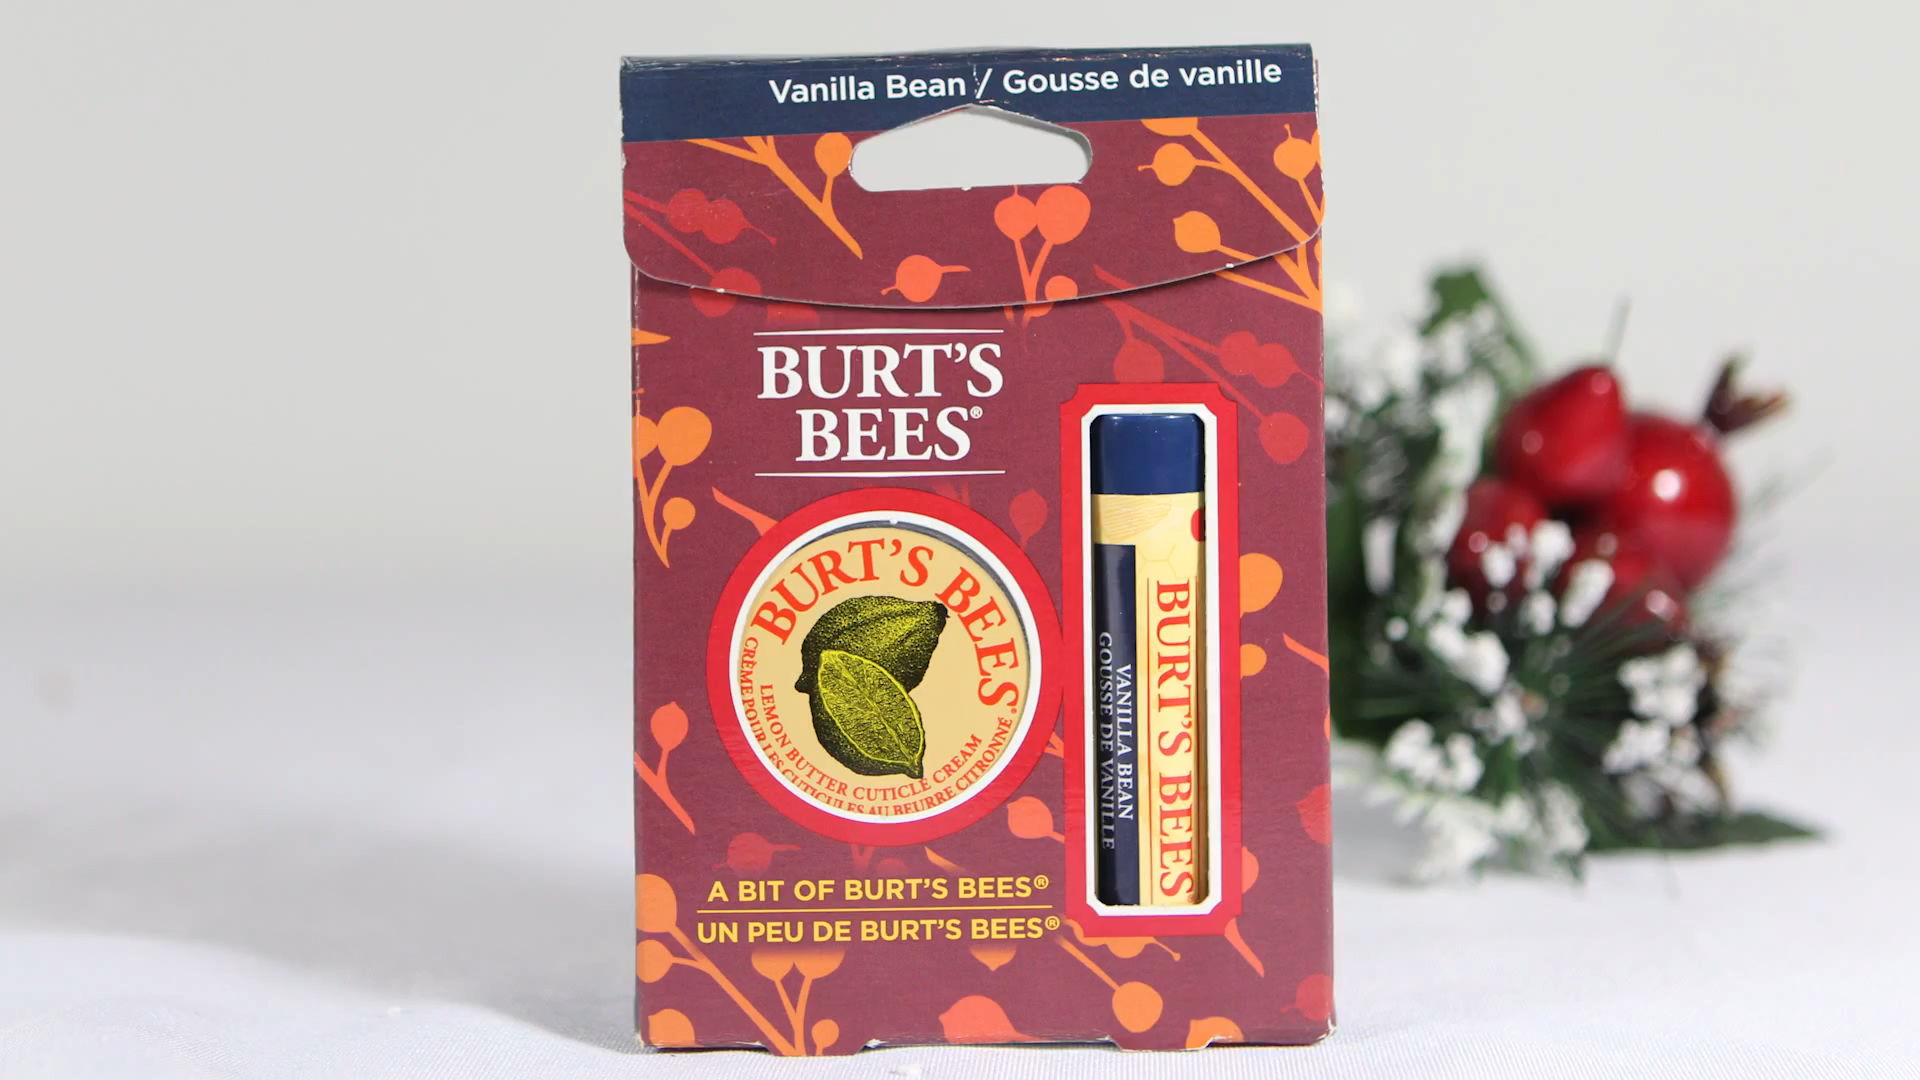 Vanilla Bean / Gousse de vanille
BURT'S
BEES®
BURT'S BEES®
LEMON BUTTER CUTICLE CREAM
CRÈME POUR LES CUTICULES AU BEURRE CITRONNÉ
BURT'S BEES
VANILLA BEAN
GOUSSE DE VANILLE
A BIT OF BURT'S BEES®
UN PEU DE BURT'S BEES®